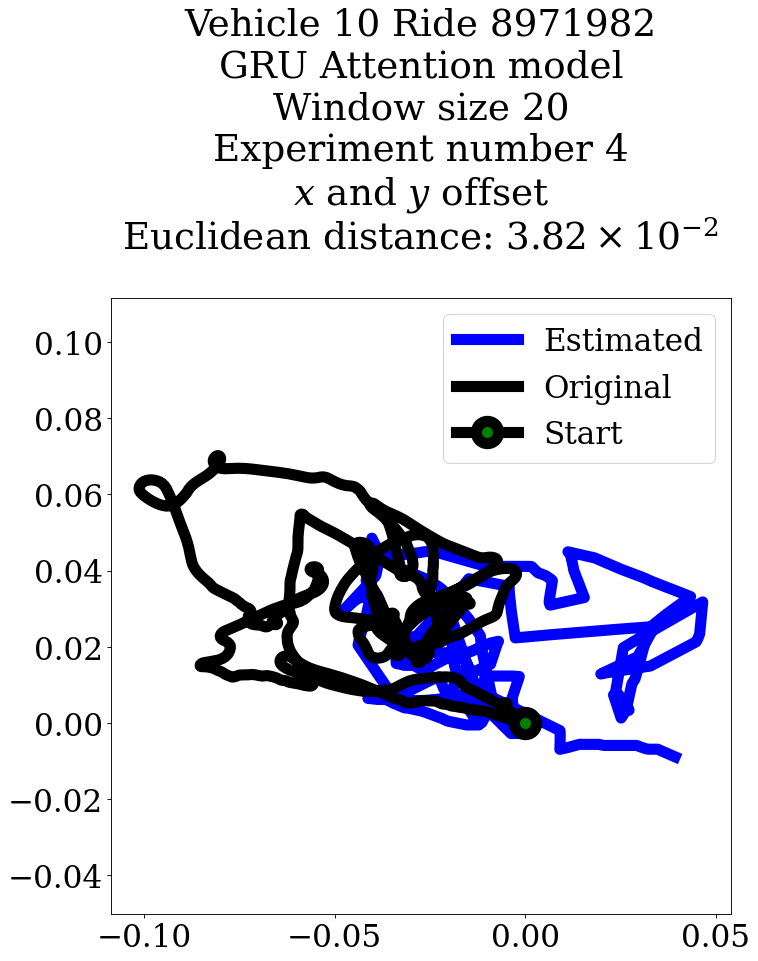 Vehicle 10 Ride 8971982
GRU Attention model
Window size 20
Experiment number 4
x and y offset
Euclidean distance: 3.82 × 10⁻²
Estimated
Original
Start
0.10
0.08
0.06
0.04
0.02
0.00
−0.02
−0.04
−0.10
−0.05
0.00
0.05